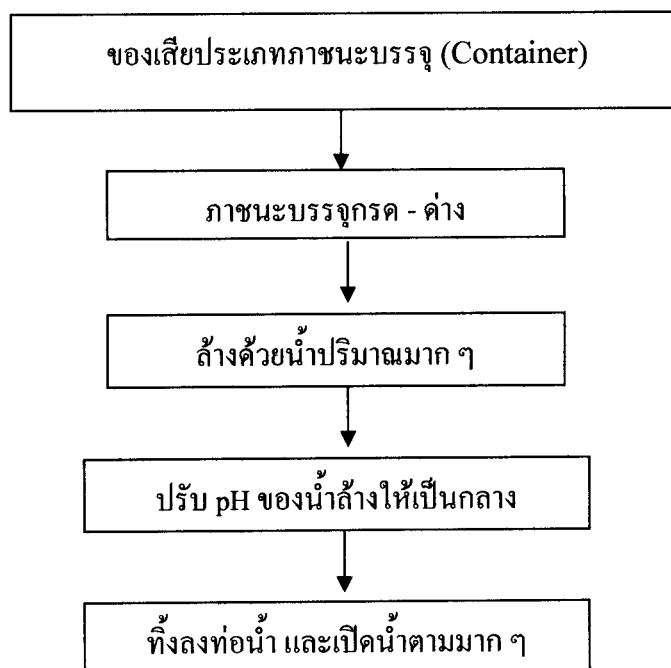 ของเสียประเภทภาชนะบรรจุ (Container)
ภาชนะบรรจุกรด - ด่าง
ล้างด้วยน้ำปริมาณมาก ๆ
ปรับ pH ของน้ำล้างให้เป็นกลาง
ทิ้งลงท่อน้ำ และเปิดน้ำตามมาก ๆ